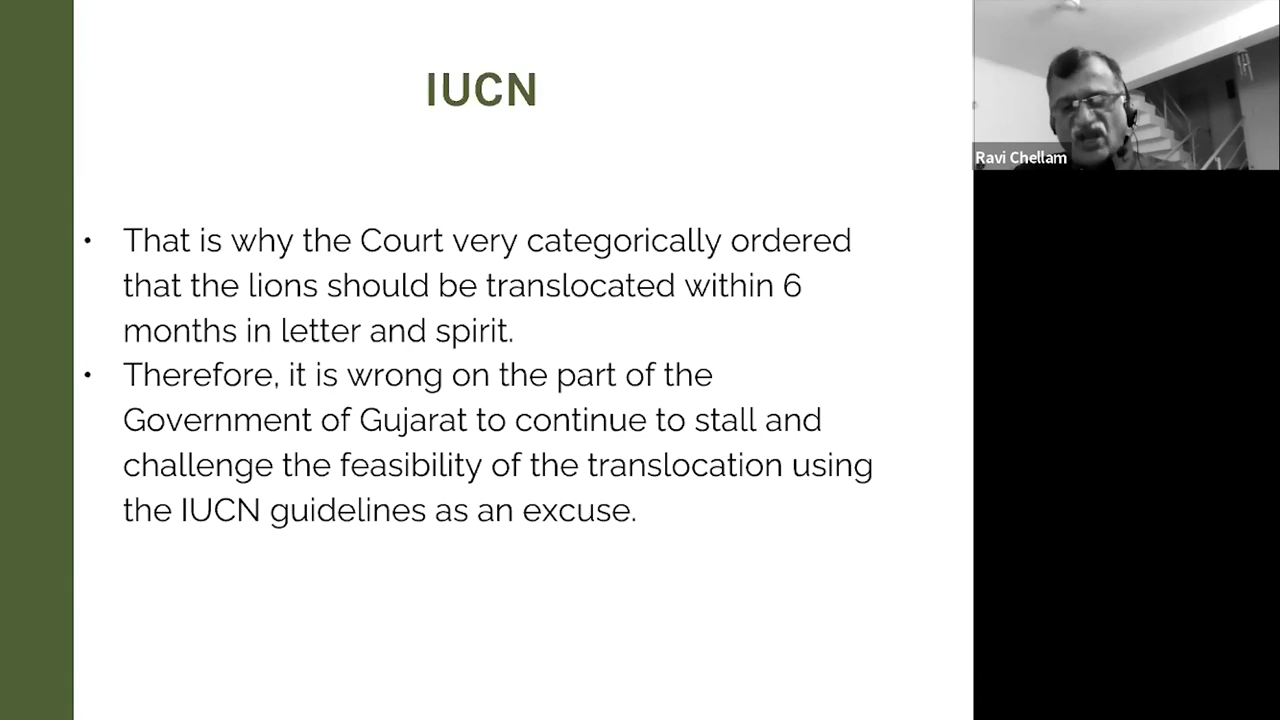 IUCN
• That is why the Court very categorically ordered
that the lions should be translocated within 6
months in letter and spirit.
• Therefore, it is wrong on the part of the
Government of Gujarat to continue to stall and
challenge the feasibility of the translocation using
the IUCN guidelines as an excuse.
Ravi Chellam